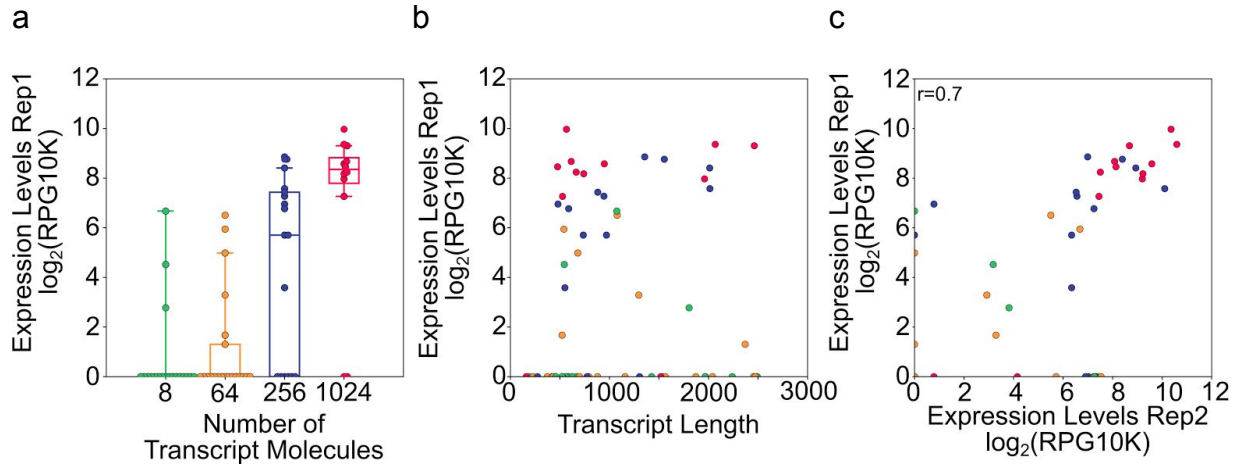 a
Expression Levels Rep1
log₂(RPG10K)
12
10
8
6
4
2
0
8 64 256 1024
Number of
Transcript Molecules
b
Expression Levels Rep1
log₂(RPG10K)
12
10
8
6
4
2
0
0 500 1000 1500 2000 3000
Transcript Length
c
Expression Levels Rep1
log₂(RPG10K)
12
10
8
6
4
2
0
r=0.7
0 2 4 6 8 10 12
Expression Levels Rep2
log₂(RPG10K)